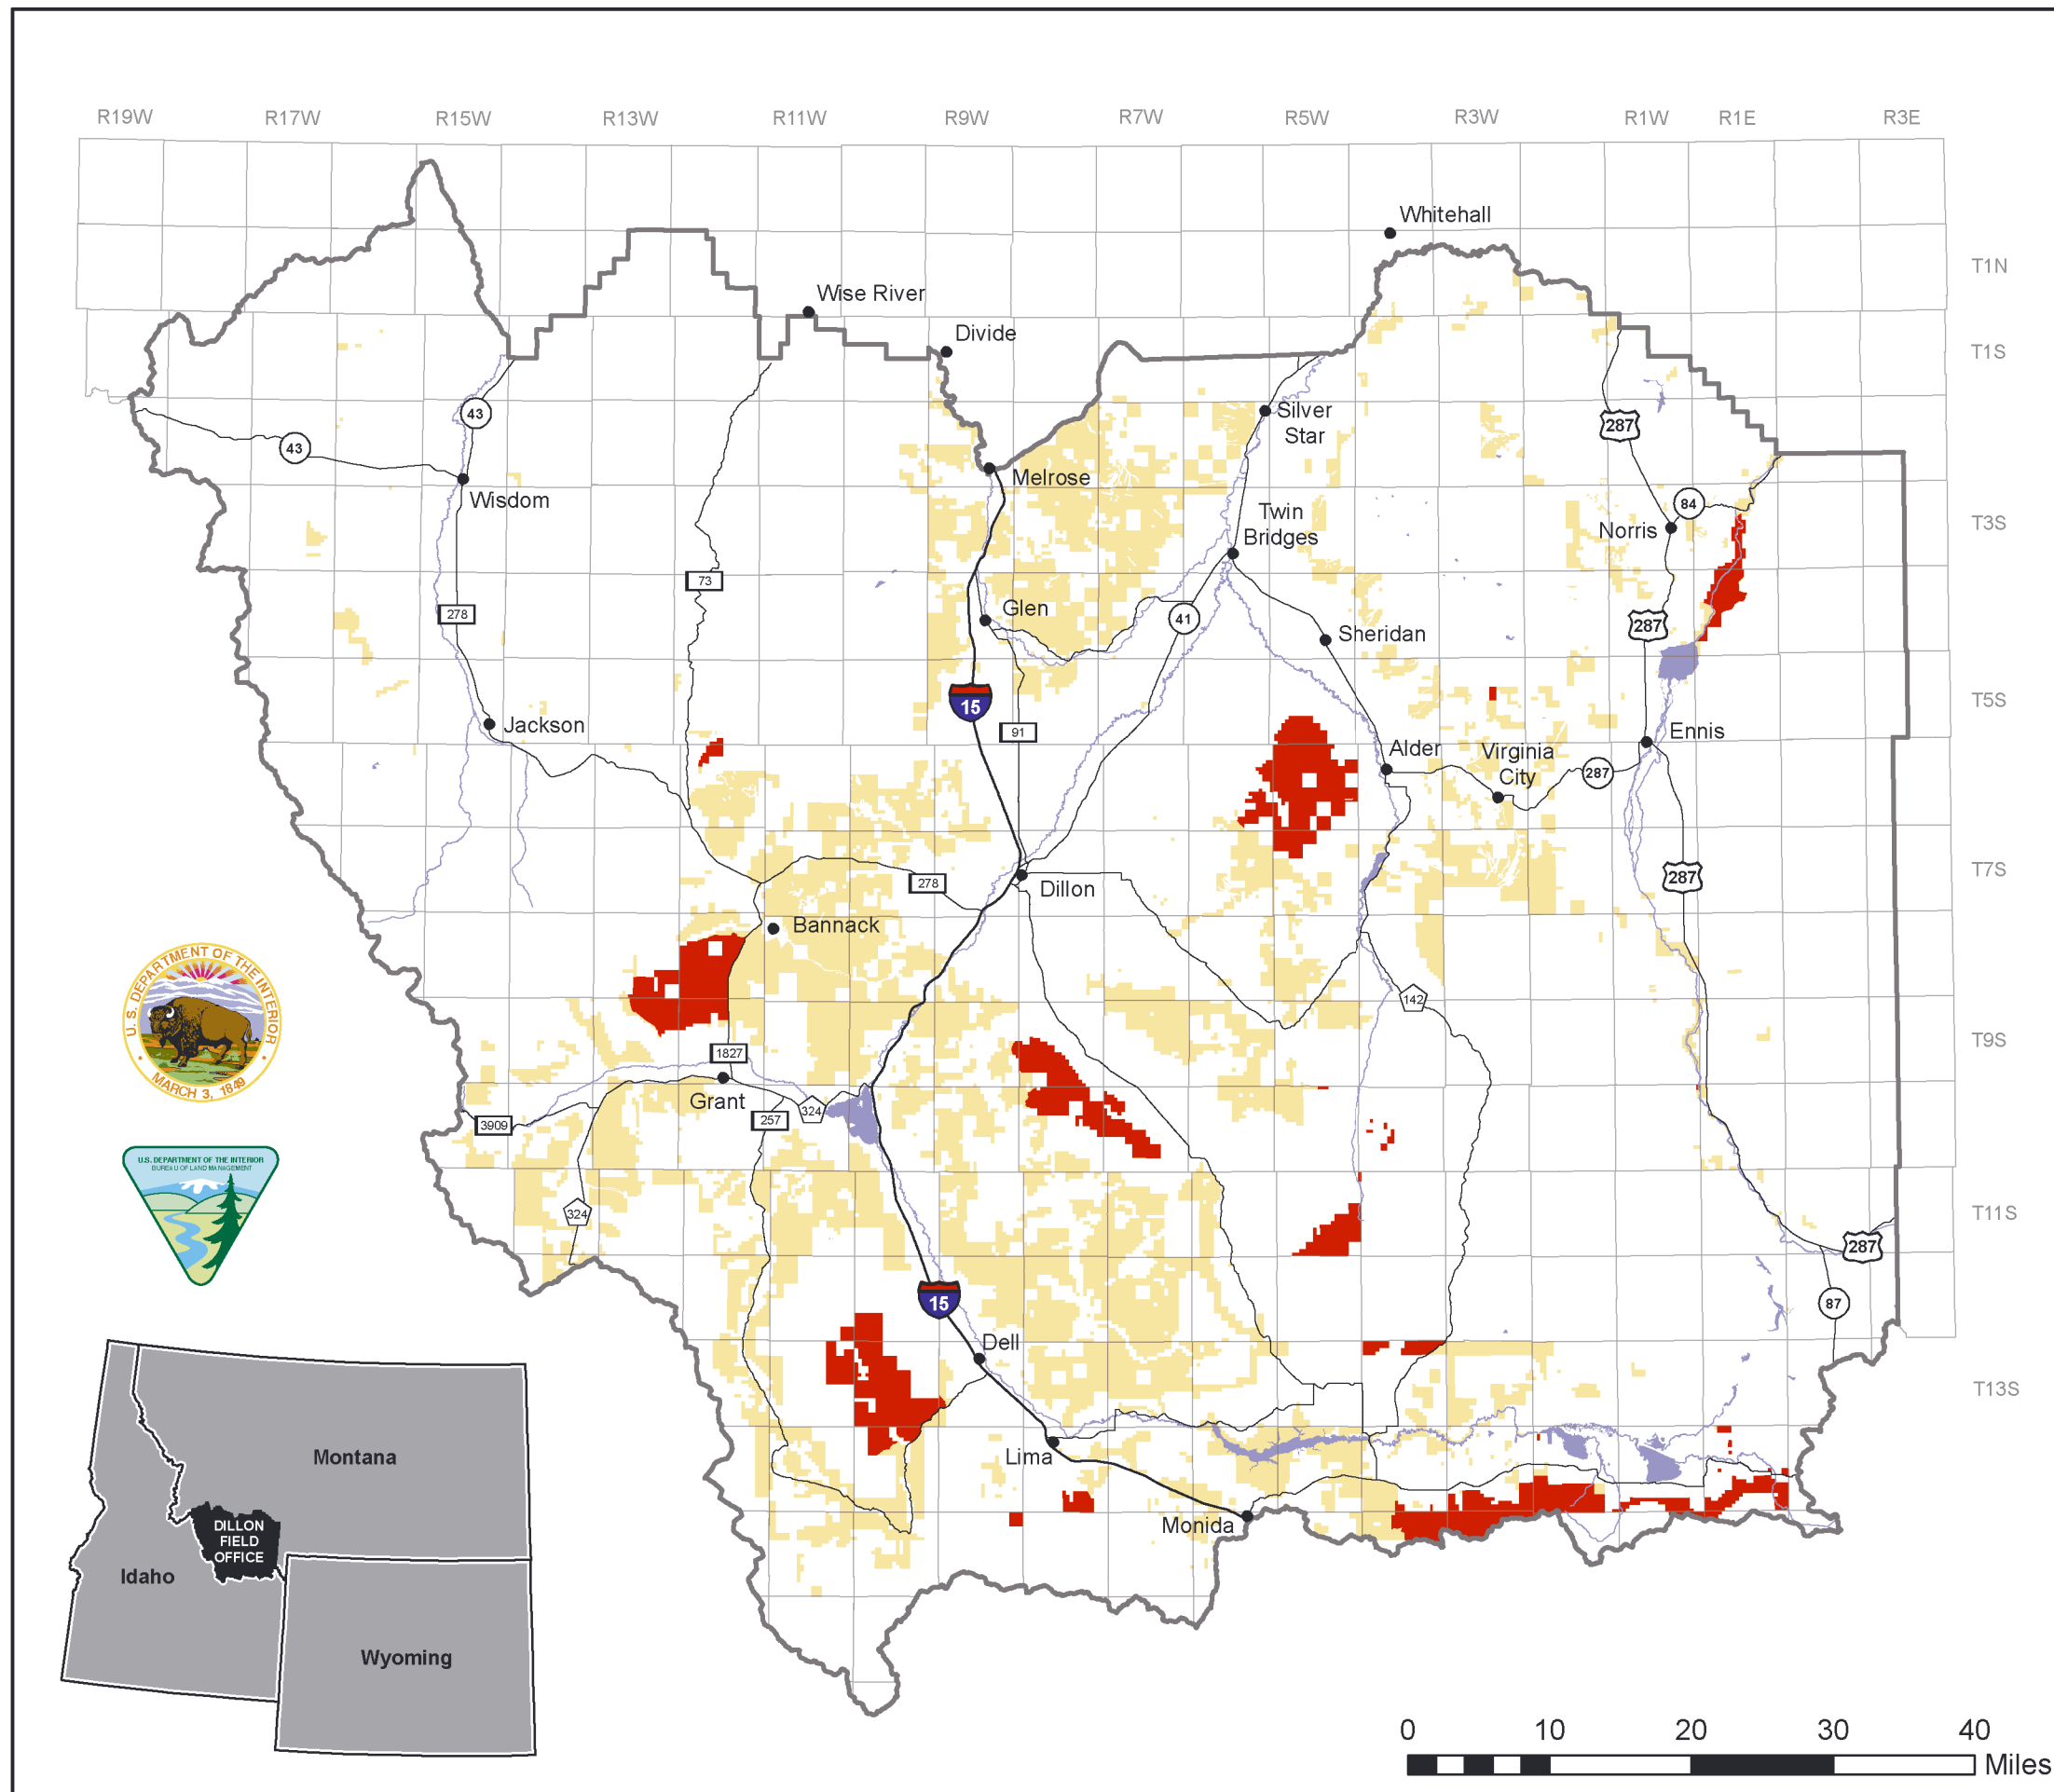 R19W R17W R15W R13W R11W R9W R7W R5W R3W R1W R1E R3E
Whitehall
T1N
Wise River
Divide
T1S
43
Silver
Star
287
43
Melrose
Wisdom
84
Twin
Bridges
Norris
T3S
73
Glen
278
41
287
Sheridan
15
T5S
Jackson
91
Ennis
Alder
Virginia
City
287
278
Dillon
287
T7S
Bannack
U.S. DEPARTMENT OF THE INTERIOR
MARCH 3, 1849
142
1827
T9S
Grant
324
257
3909
U.S. DEPARTMENT OF THE INTERIOR
BUREAU OF LAND MANAGEMENT
324
T11S
287
15
87
Dell
T13S
Lima
Montana
Monida
DILLON
FIELD
OFFICE
Idaho
Wyoming
0 10 20 30 40
Miles